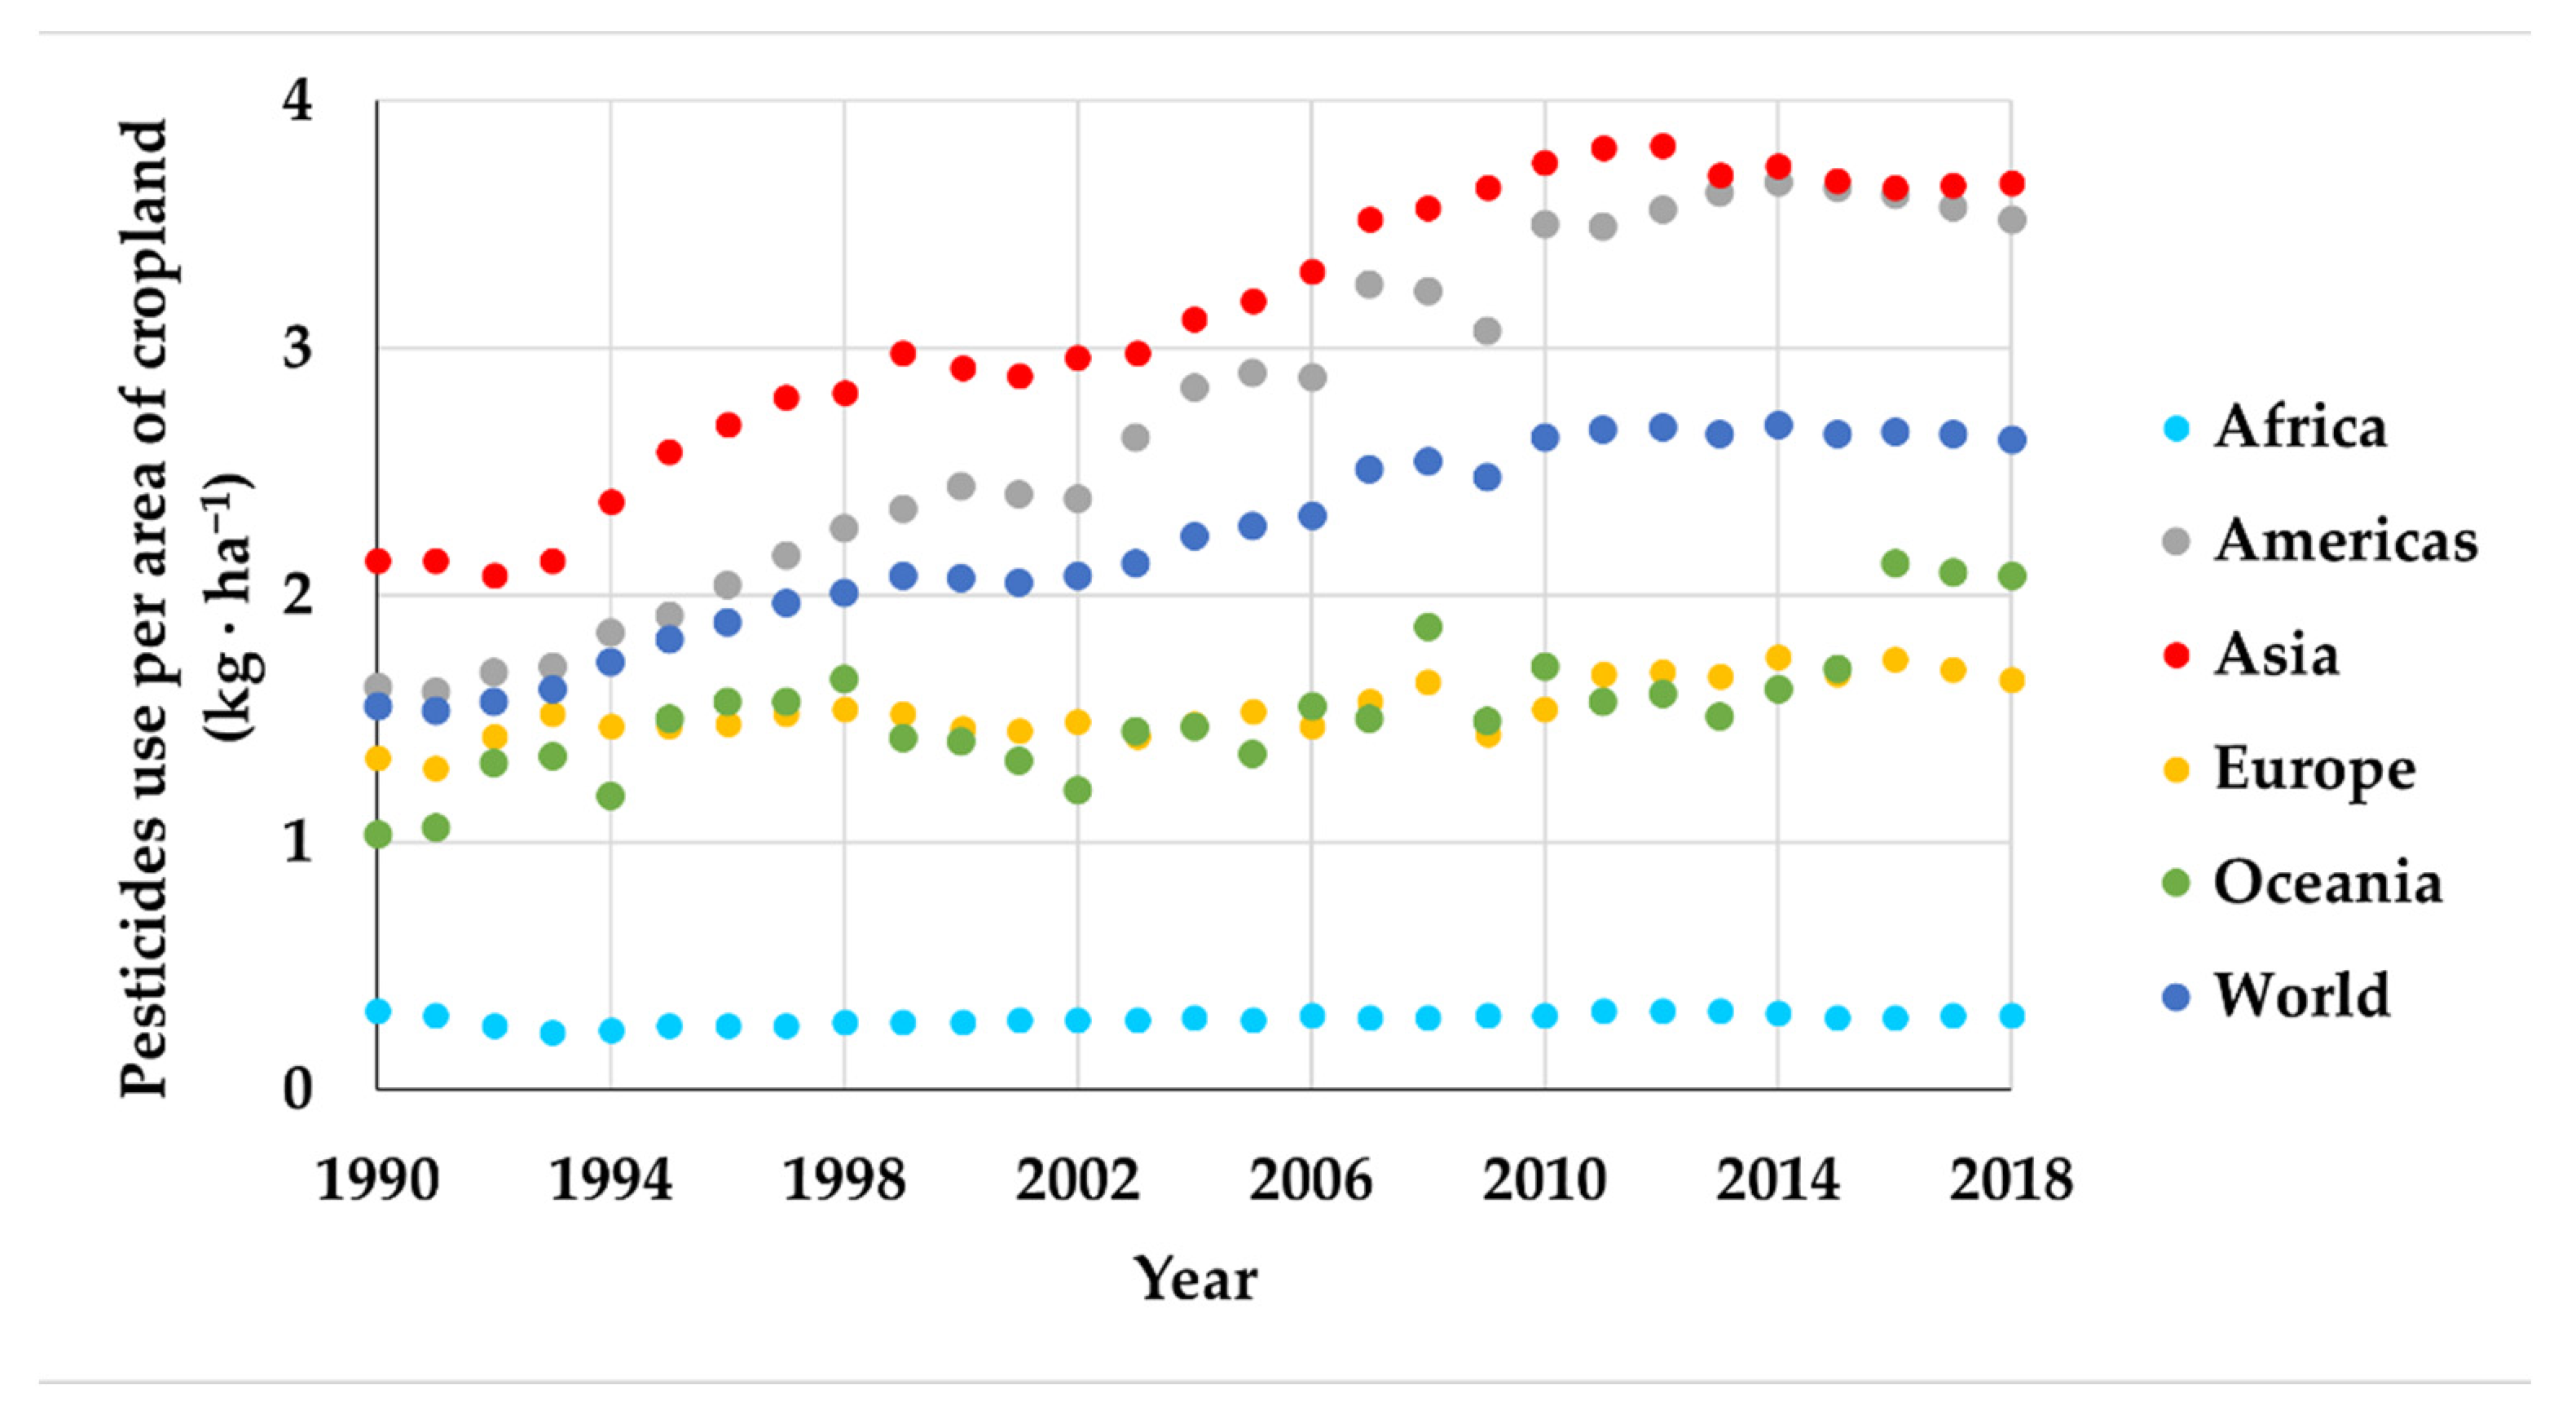 Pesticides use per area of cropland
(kg · ha⁻¹)
4
3
2
1
0
1990 1994 1998 2002 2006 2010 2014 2018
Year
Africa
Americas
Asia
Europe
Oceania
World